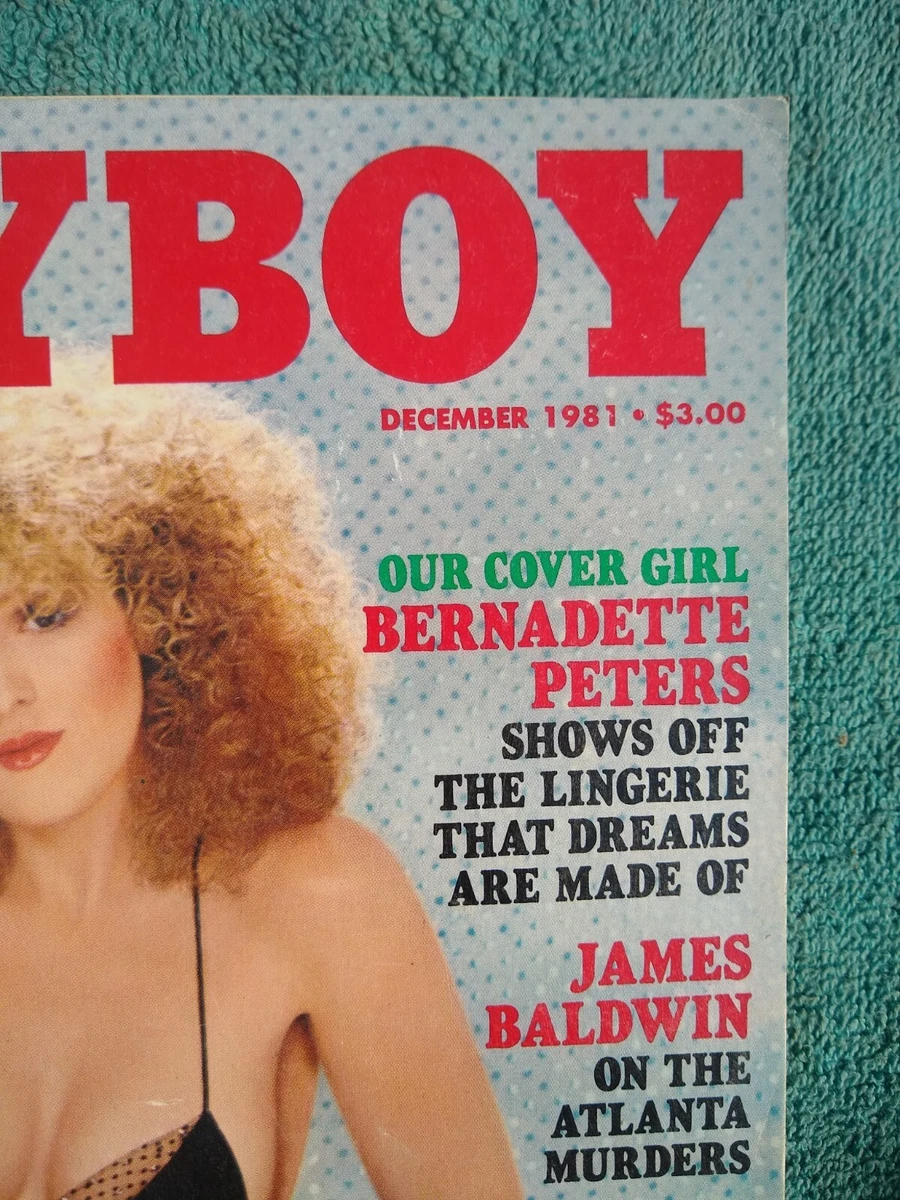 YBOY
DECEMBER 1981 • $3.00
OUR COVER GIRL
BERNADETTE
PETERS
SHOWS OFF
THE LINGERIE
THAT DREAMS
ARE MADE OF
JAMES
BALDWIN
ON THE
ATLANTA
MURDERS